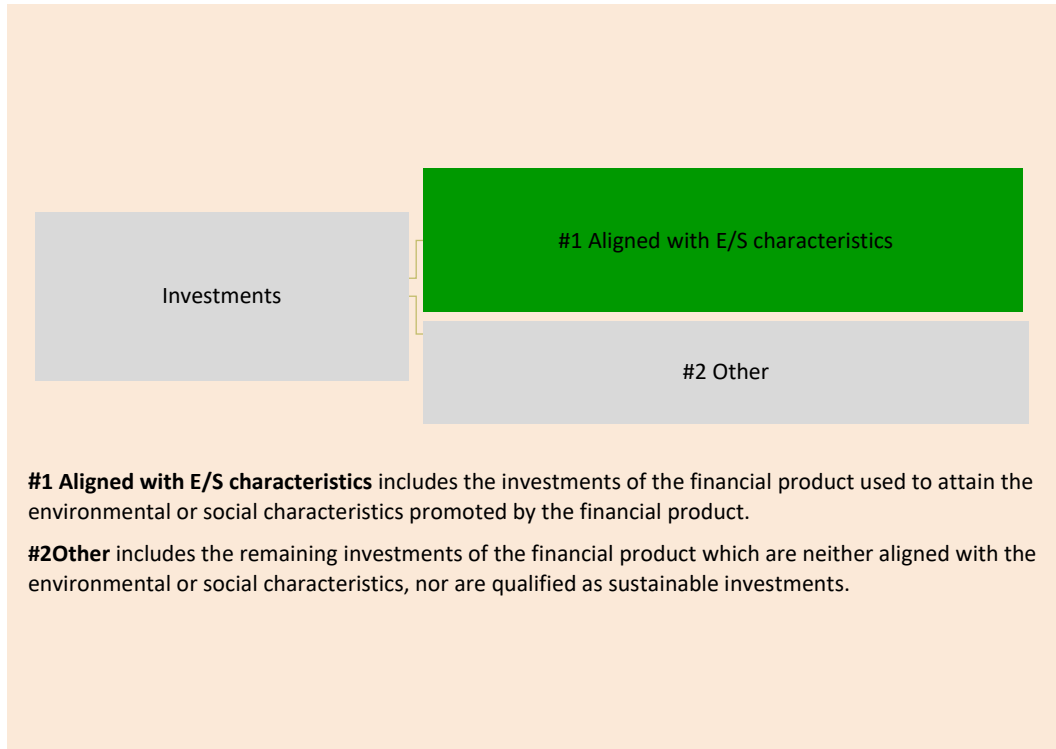 #1 Aligned with E/S characteristics
Investments
#2 Other
#1 Aligned with E/S characteristics includes the investments of the financial product used to attain the
environmental or social characteristics promoted by the financial product.
#2Other includes the remaining investments of the financial product which are neither aligned with the
environmental or social characteristics, nor are qualified as sustainable investments.